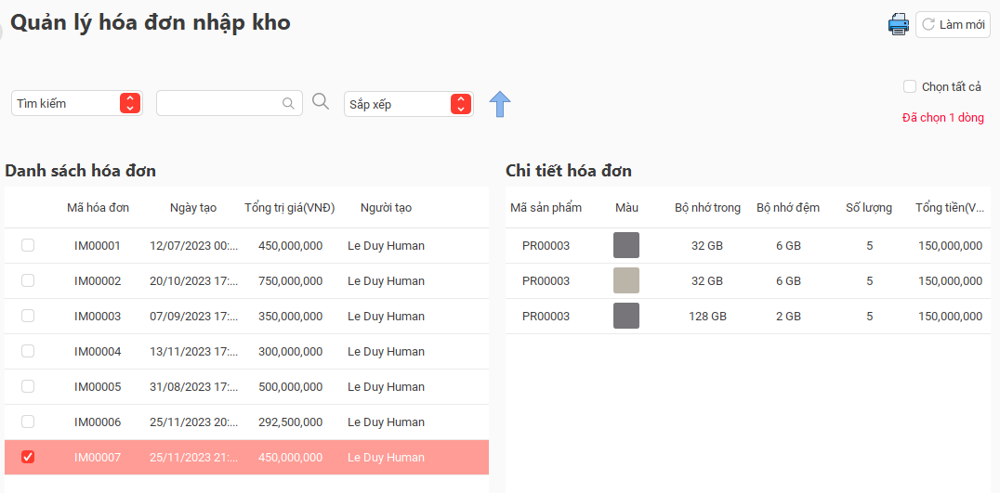 Quản lý hóa đơn nhập kho
Làm mới
Tìm kiếm
Sắp xếp
Chọn tất cả
Đã chọn 1 dòng
Danh sách hóa đơn
Mã hóa đơn Ngày tạo Tổng trị giá(VNĐ) Người tạo
IM00001 12/07/2023 00:... 450,000,000 Le Duy Human
IM00002 20/10/2023 17:... 750,000,000 Le Duy Human
IM00003 07/09/2023 17:... 350,000,000 Le Duy Human
IM00004 13/11/2023 17:... 300,000,000 Le Duy Human
IM00005 31/08/2023 17:... 500,000,000 Le Duy Human
IM00006 25/11/2023 20:... 292,500,000 Le Duy Human
IM00007 25/11/2023 21:... 450,000,000 Le Duy Human
Chi tiết hóa đơn
Mã sản phẩm Màu Bộ nhớ trong Bộ nhớ đệm Số lượng Tổng tiền(V...
PR00003 32 GB 6 GB 5 150,000,000
PR00003 32 GB 6 GB 5 150,000,000
PR00003 128 GB 2 GB 5 150,000,000